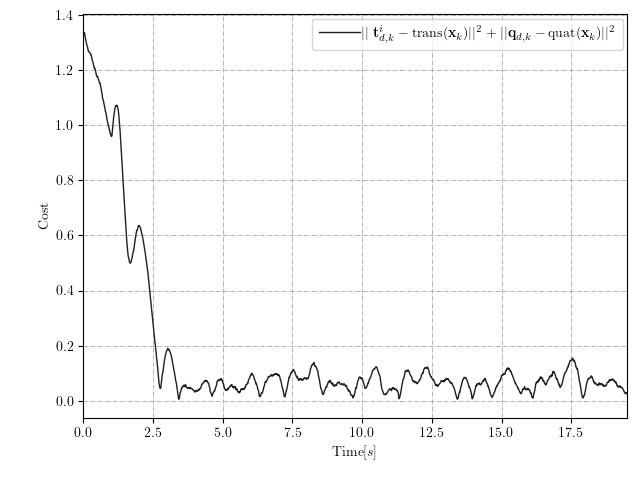 || t^i_{d,k} − trans(x_k)||² + ||q_{d,k} − quat(x_k)||²
Cost
1.4
1.2
1.0
0.8
0.6
0.4
0.2
0.0
0.0 2.5 5.0 7.5 10.0 12.5 15.0 17.5
Time[s]